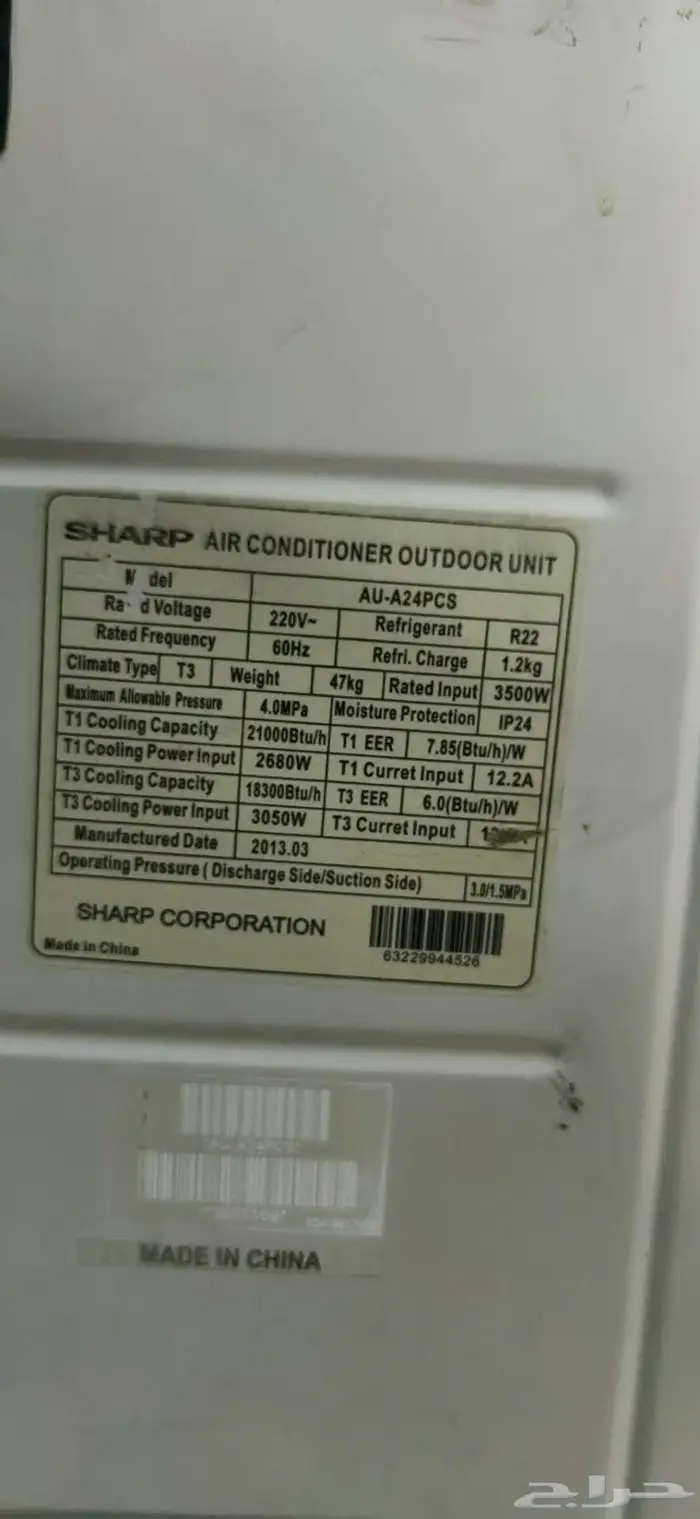 SHARP AIR CONDITIONER OUTDOOR UNIT
Model AU-A24PCS
Rated Voltage 220V~ Refrigerant R22
Rated Frequency 60Hz Refri. Charge 1.2kg
Climate Type T3 Weight 47kg Rated Input 3500W
Maximum Allowable Pressure 4.0MPa Moisture Protection IP24
T1 Cooling Capacity 21000Btu/h T1 EER 7.85(Btu/h)/W
T1 Cooling Power Input 2680W T1 Curret Input 12.2A
T3 Cooling Capacity 18300Btu/h T3 EER 6.0(Btu/h)/W
T3 Cooling Power Input 3050W T3 Curret Input
Manufactured Date 2013.03
Operating Pressure ( Discharge Side/Suction Side) 3.0/1.5MPa
SHARP CORPORATION
63229944526
Made in China
MADE IN CHINA
حراج